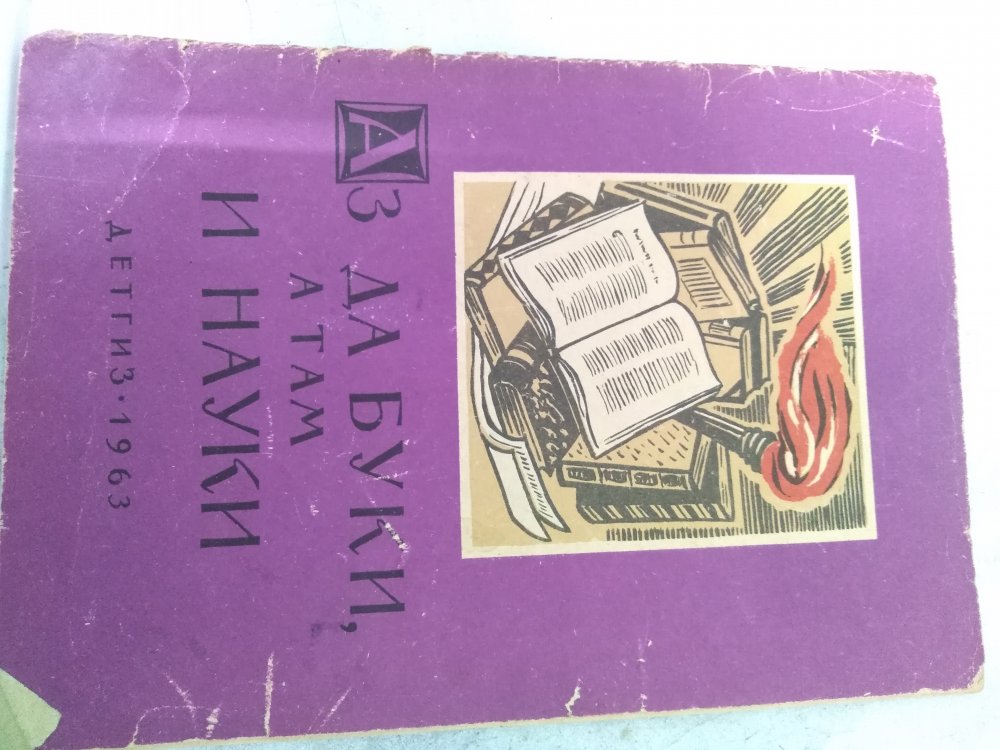 АЗ ДА БУКИ,
А ТАМ
И НАУКИ
ДЕТГИЗ · 1963